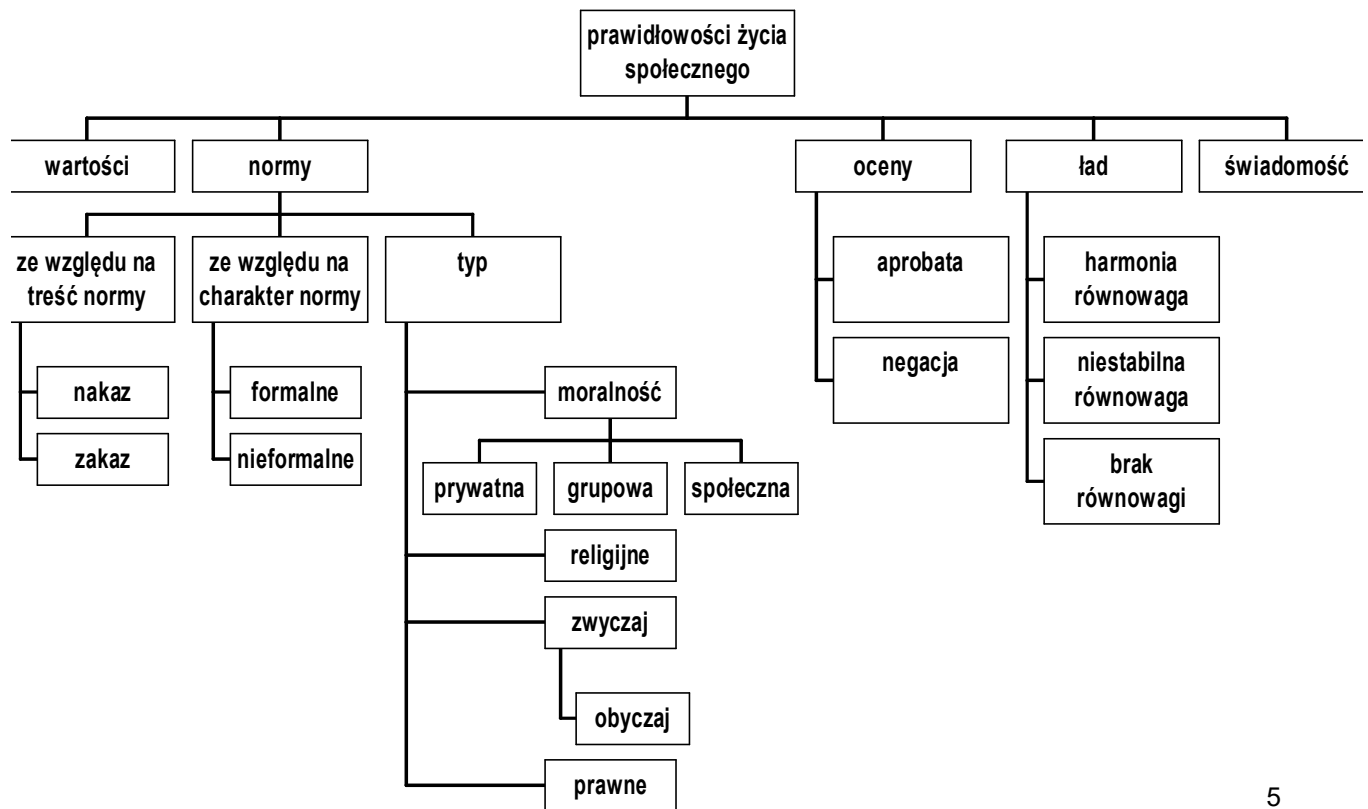 prawidłowości życia
społecznego
wartości
normy
oceny
ład
świadomość
ze względu na
treść normy
ze względu na
charakter normy
typ
aprobata
harmonia
równowaga
nakaz
formalne
moralność
negacja
niestabilna
równowaga
zakaz
nieformalne
prywatna
grupowa
społeczna
brak
równowagi
religijne
zwyczaj
obyczaj
prawne
5